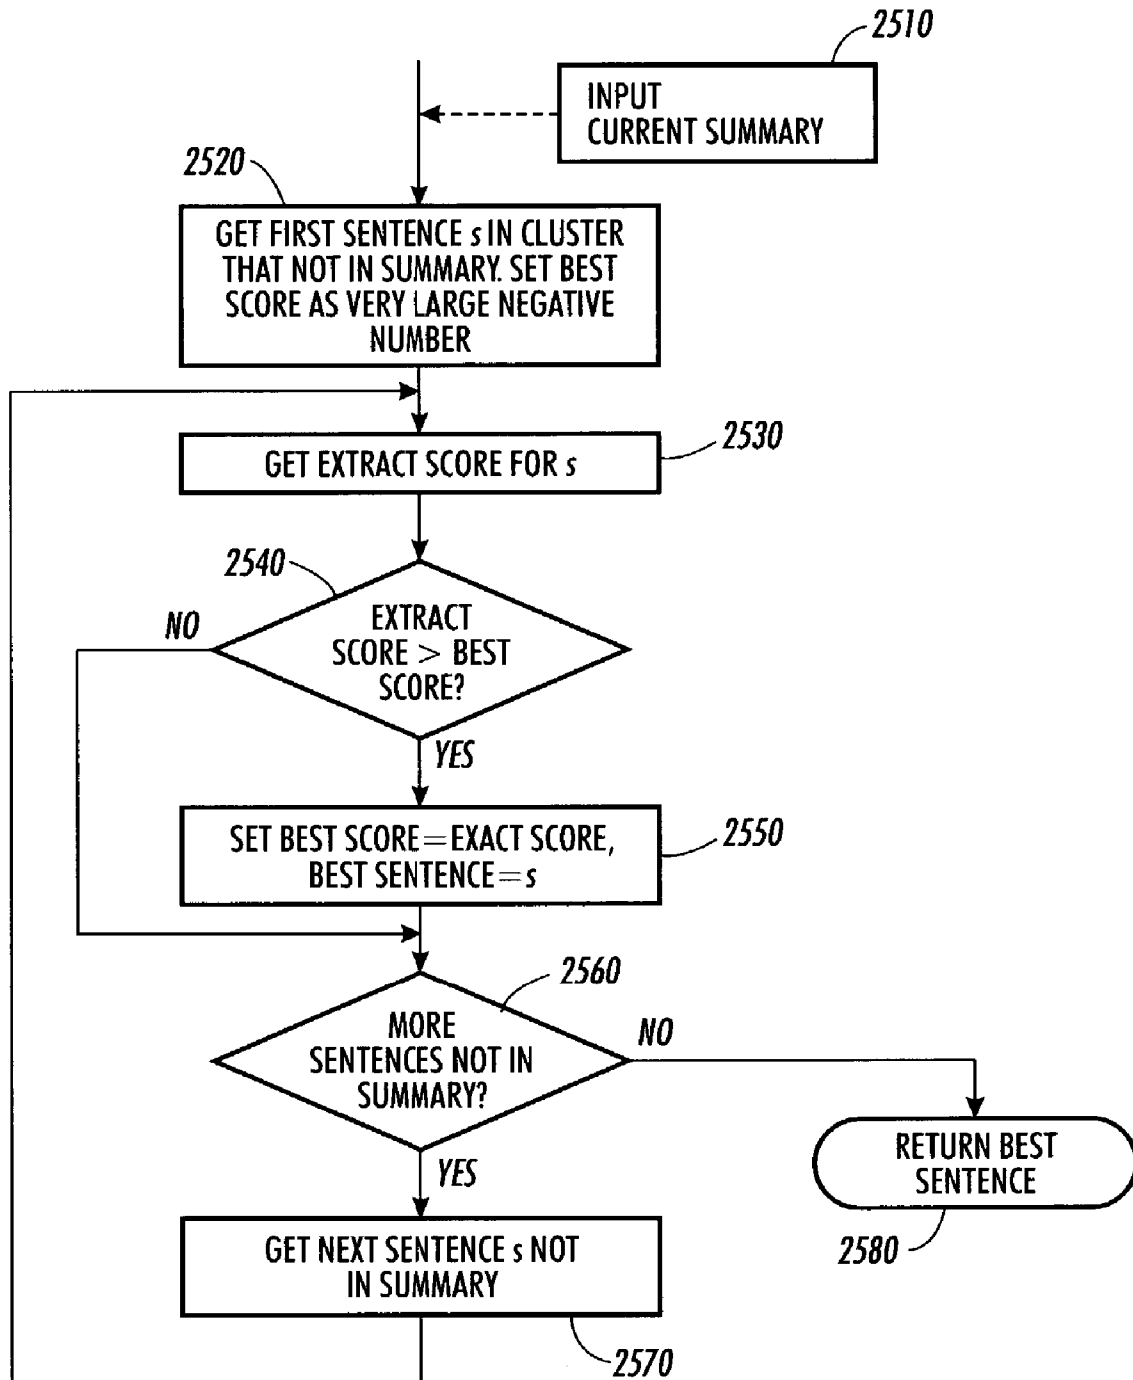 2510
INPUT
CURRENT SUMMARY
2520
GET FIRST SENTENCE s IN CLUSTER
THAT NOT IN SUMMARY. SET BEST
SCORE AS VERY LARGE NEGATIVE
NUMBER
2530
GET EXTRACT SCORE FOR s
2540
NO
EXTRACT
SCORE > BEST
SCORE?
YES
SET BEST SCORE=EXACT SCORE,
BEST SENTENCE=s
2550
2560
MORE
SENTENCES NOT IN
SUMMARY?
NO
YES
RETURN BEST
SENTENCE
2580
GET NEXT SENTENCE s NOT
IN SUMMARY
2570